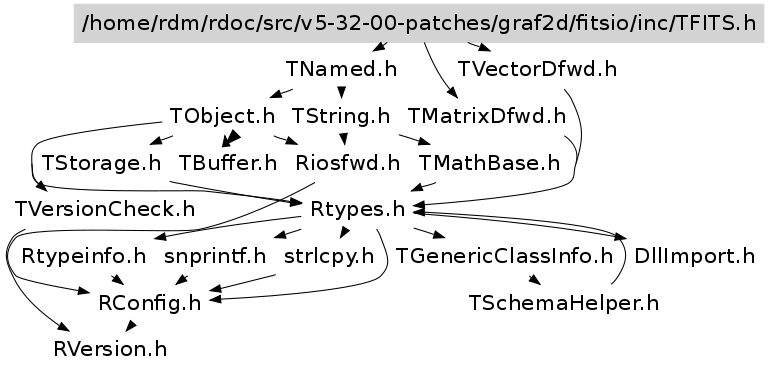 /home/rdm/rdoc/src/v5-32-00-patches/graf2d/fitsio/inc/TFITS.h
TNamed.h TVectorDfwd.h
TObject.h TString.h TMatrixDfwd.h
TStorage.h TBuffer.h Riosfwd.h TMathBase.h
TVersionCheck.h Rtypes.h
Rtypeinfo.h snprintf.h strlcpy.h TGenericClassInfo.h DllImport.h
RConfig.h TSchemaHelper.h
RVersion.h